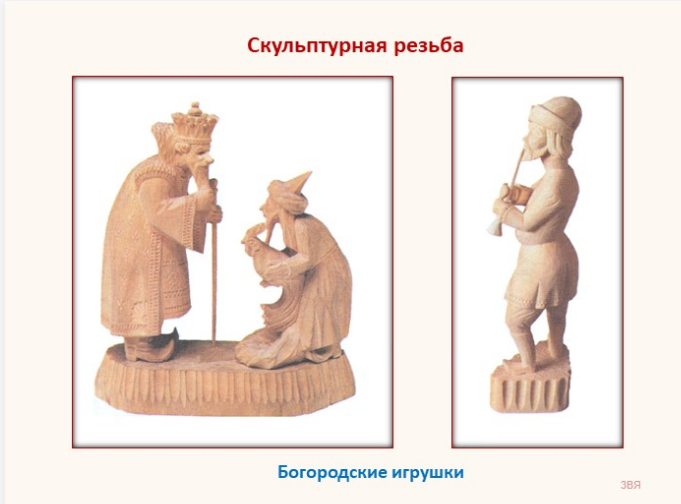 Скульптурная резьба
Богородские игрушки
ЗВЯ